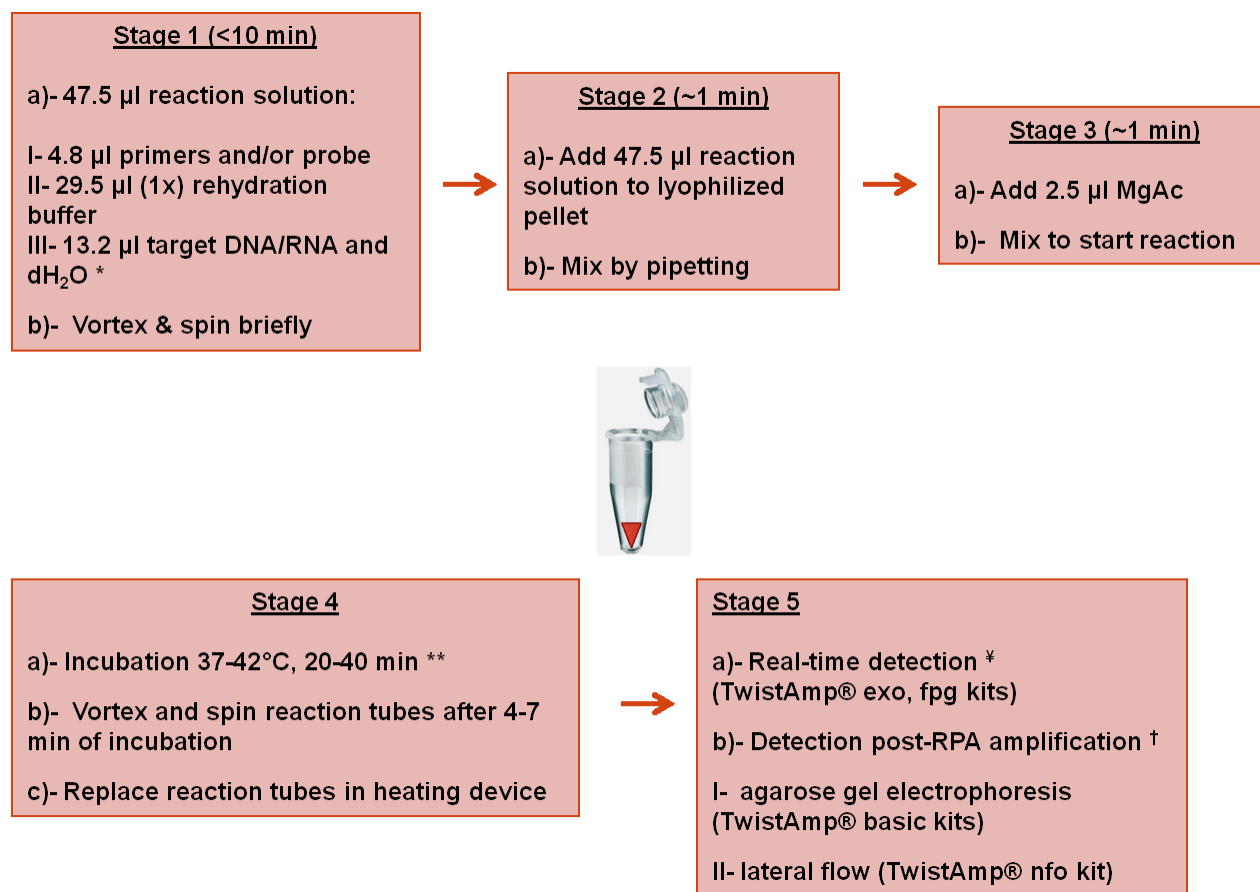 Stage 1 (<10 min)
a)- 47.5 µl reaction solution:
I- 4.8 µl primers and/or probe
II- 29.5 µl (1x) rehydration
buffer
III- 13.2 µl target DNA/RNA and
dH₂O *
b)-  Vortex & spin briefly
Stage 2 (~1 min)
a)- Add 47.5 µl reaction
solution to lyophilized
pellet
b)- Mix by pipetting
Stage 3 (~1 min)
a)- Add 2.5 µl MgAc
b)-  Mix to start reaction
Stage 4
a)- Incubation 37-42°C, 20-40 min **
b)-  Vortex and spin reaction tubes after 4-7
min of incubation
c)- Replace reaction tubes in heating device
Stage 5
a)- Real-time detection ¥
(TwistAmp® exo, fpg kits)
b)- Detection post-RPA amplification †
I-  agarose gel electrophoresis
(TwistAmp® basic kits)
II- lateral flow (TwistAmp® nfo kit)